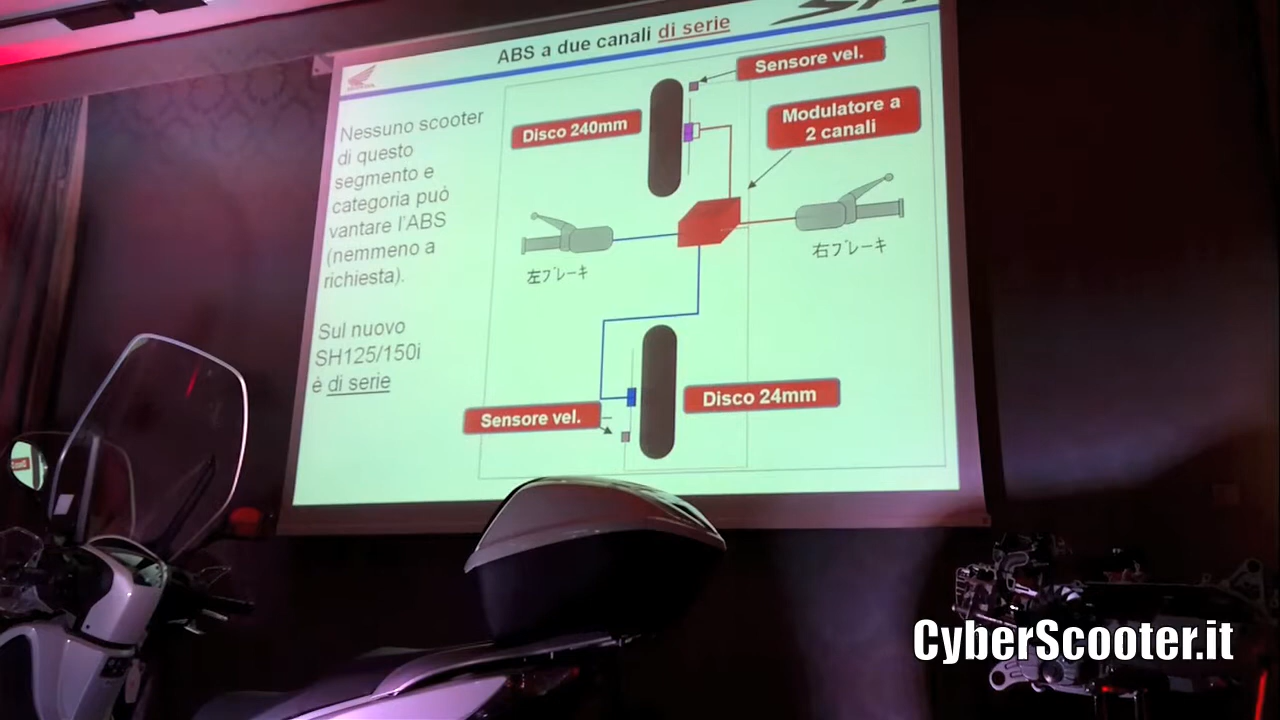 ABS a due canali di serie
SH
HONDA
Nessuno scooter
di questo
segmento e
categoria può
vantare l'ABS
(nemmeno a
richiesta).
Sul nuovo
SH125/150i
è di serie
Sensore vel.
Disco 240mm
Modulatore a
2 canali
左ブレーキ
右ブレーキ
Disco 24mm
Sensore vel.
CyberScooter.it